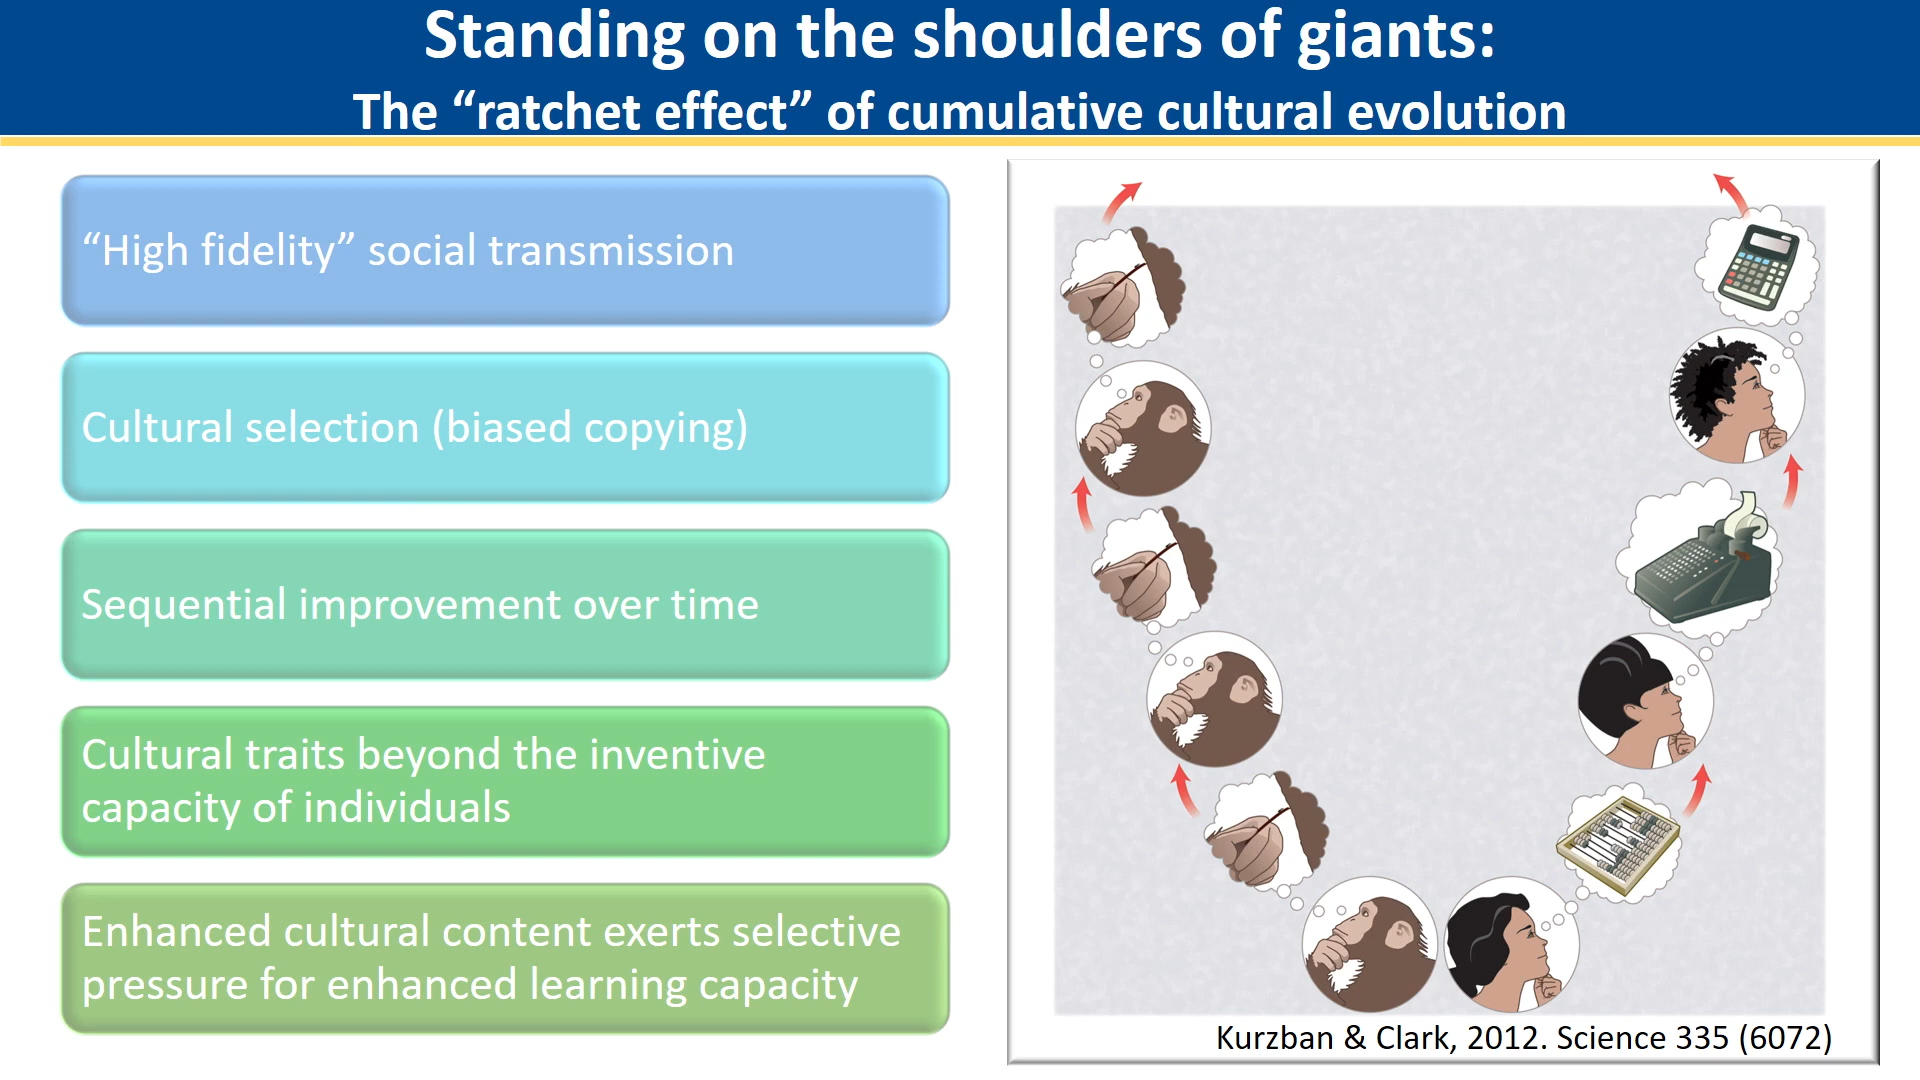 Standing on the shoulders of giants:
The “ratchet effect” of cumulative cultural evolution
“High fidelity” social transmission
Cultural selection (biased copying)
Sequential improvement over time
Cultural traits beyond the inventive
capacity of individuals
Enhanced cultural content exerts selective
pressure for enhanced learning capacity
Kurzban & Clark, 2012. Science 335 (6072)